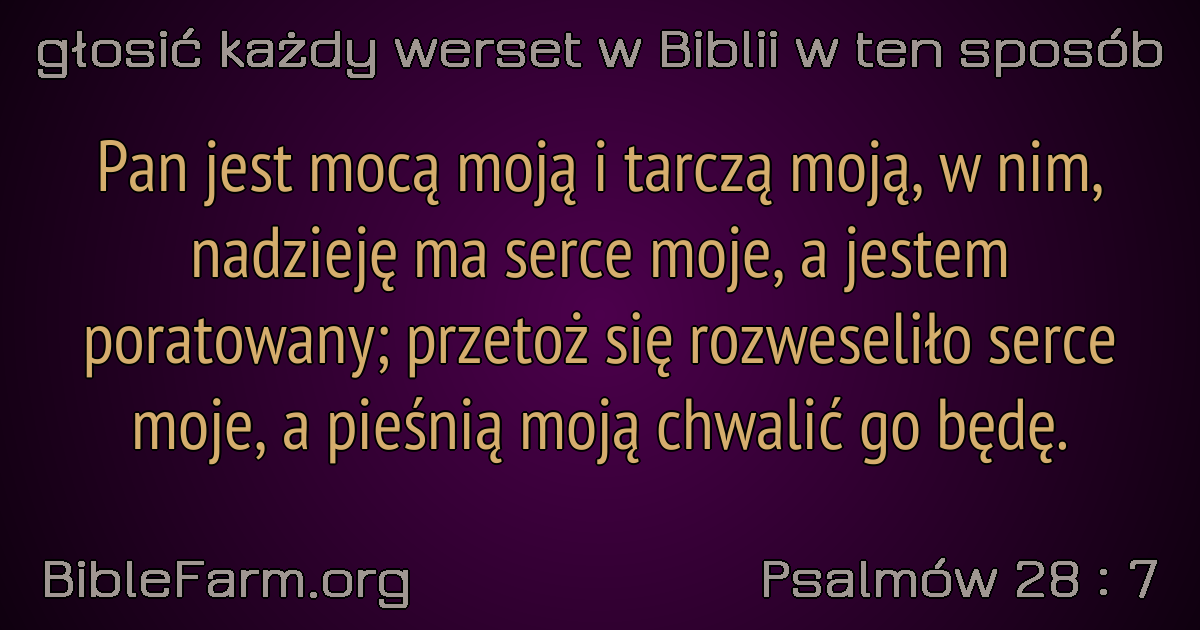 głosić każdy werset w Biblii w ten sposób
Pan jest mocą moją i tarczą moją, w nim,
nadzieję ma serce moje, a jestem
poratowany; przetoż się rozweseliło serce
moje, a pieśnią moją chwalić go będę.
BibleFarm.org
Psalmów 28 : 7